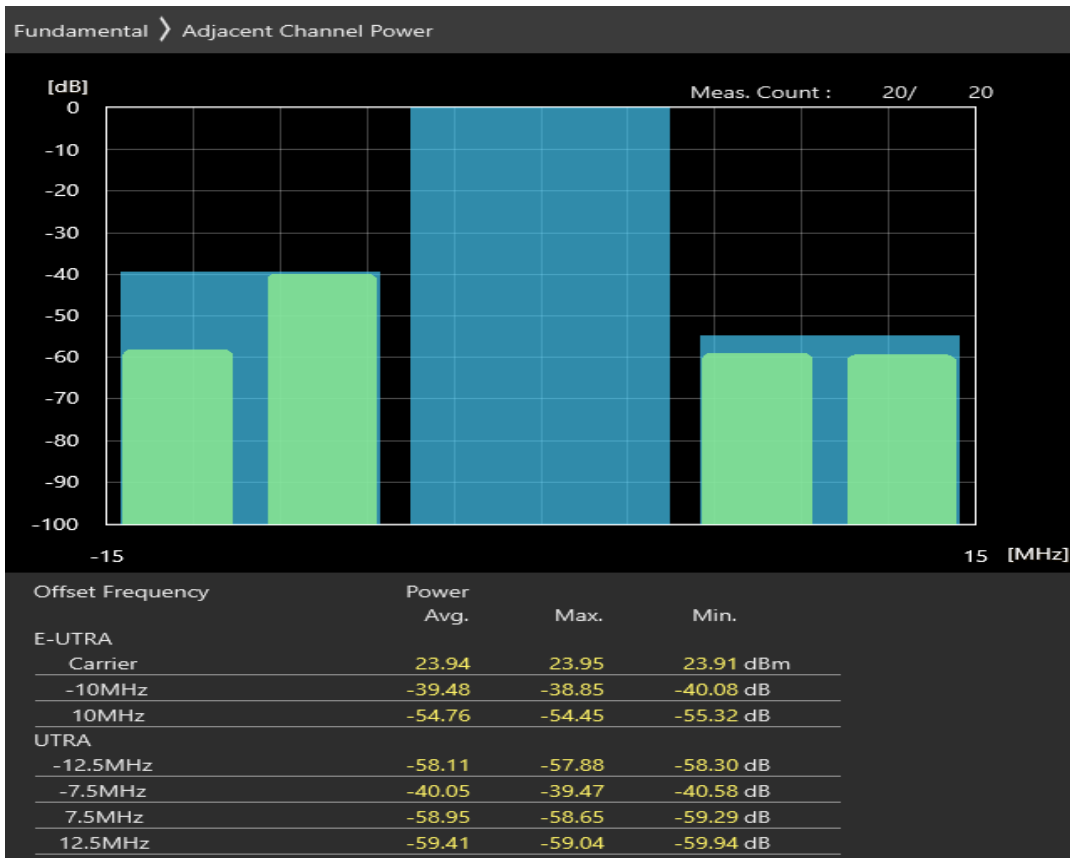 Fundamental 〉 Adjacent Channel Power
[dB]
Meas. Count : 20/ 20
0
-10
-20
-30
-40
-50
-60
-70
-80
-90
-100
-15 15 [MHz]
Offset Frequency Power
Avg. Max. Min.
E-UTRA
Carrier 23.94 23.95 23.91 dBm
-10MHz -39.48 -38.85 -40.08 dB
10MHz -54.76 -54.45 -55.32 dB
UTRA
-12.5MHz -58.11 -57.88 -58.30 dB
-7.5MHz -40.05 -39.47 -40.58 dB
7.5MHz -58.95 -58.65 -59.29 dB
12.5MHz -59.41 -59.04 -59.94 dB